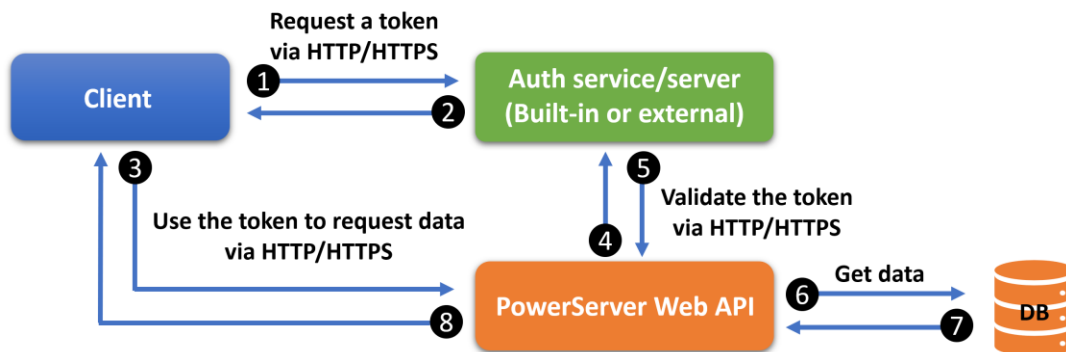 Request a token
via HTTP/HTTPS
1
Client
2
Auth service/server
(Built-in or external)
3
Use the token to request data
via HTTP/HTTPS
4
5
Validate the token
via HTTP/HTTPS
PowerServer Web API
6
Get data
7
DB
8